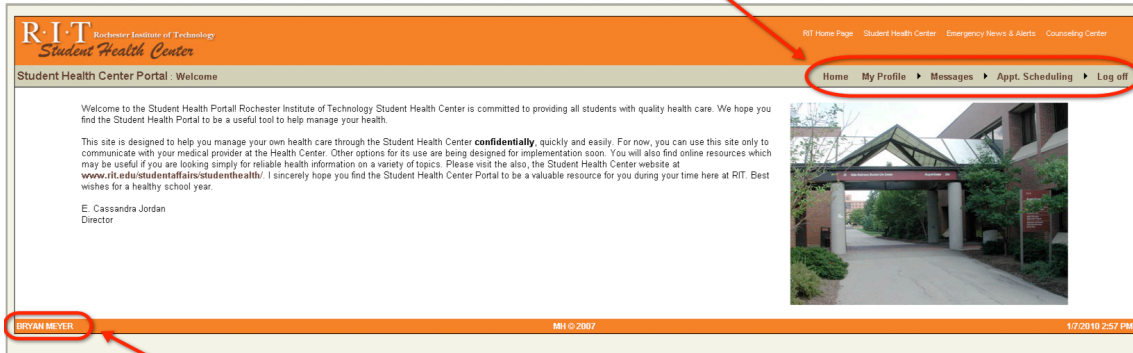 R·I·T Rochester Institute of Technology
Student Health Center
RIT Home Page Student Health Center Emergency News & Alerts Counseling Center
Student Health Center Portal : Welcome
Home My Profile Messages Appt. Scheduling Log off
Welcome to the Student Health Portal! Rochester Institute of Technology Student Health Center is committed to providing all students with quality health care. We hope you
find the Student Health Portal to be a useful tool to help manage your health.
This site is designed to help you manage your own health care through the Student Health Center confidentially, quickly and easily. For now, you can use this site only to
communicate with your medical provider at the Health Center. Other options for its use are being designed for implementation soon. You will also find online resources which
may be useful if you are looking simply for reliable health information on a variety of topics. Please visit the also, the Student Health Center website at
www.rit.edu/studentaffairs/studenthealth/. I sincerely hope you find the Student Health Center Portal to be a valuable resource for you during your time here at RIT. Best
wishes for a healthy school year.
E. Cassandra Jordan
Director
BRYAN MEYER MH © 2007 1/7/2010 2:57 PM